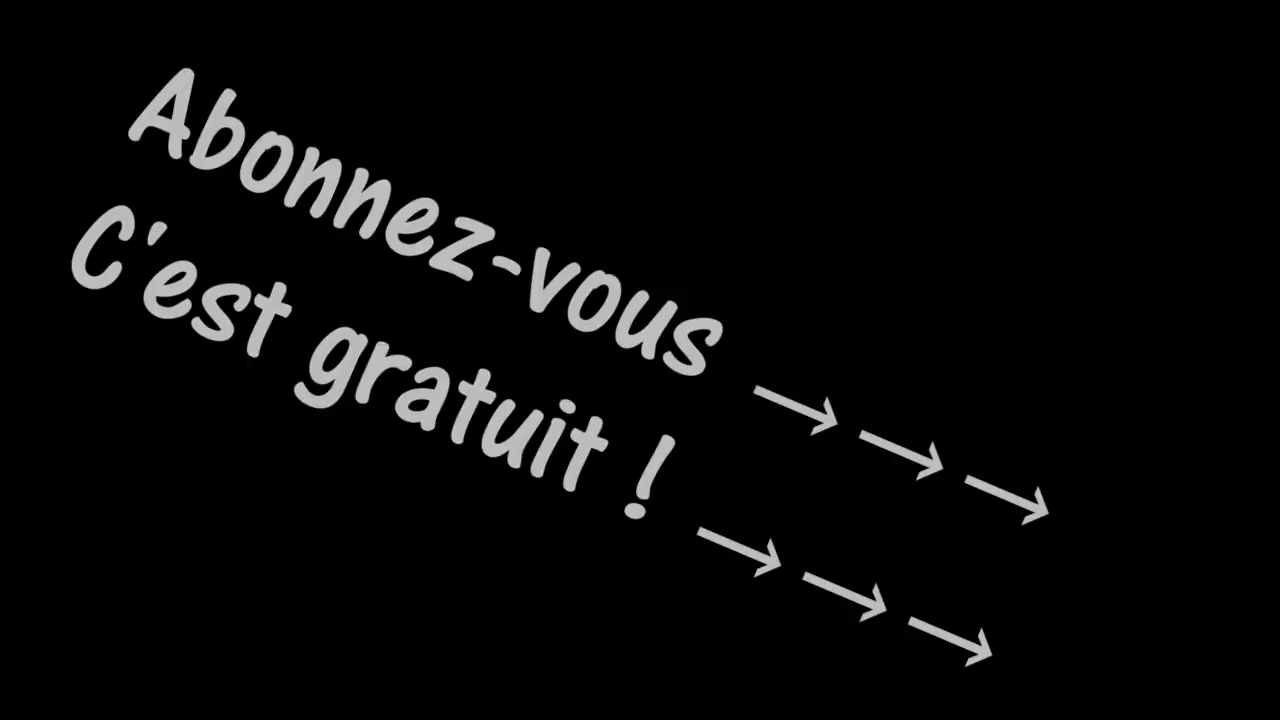 Abonnez-vous → → →
C'est gratuit ! → → →